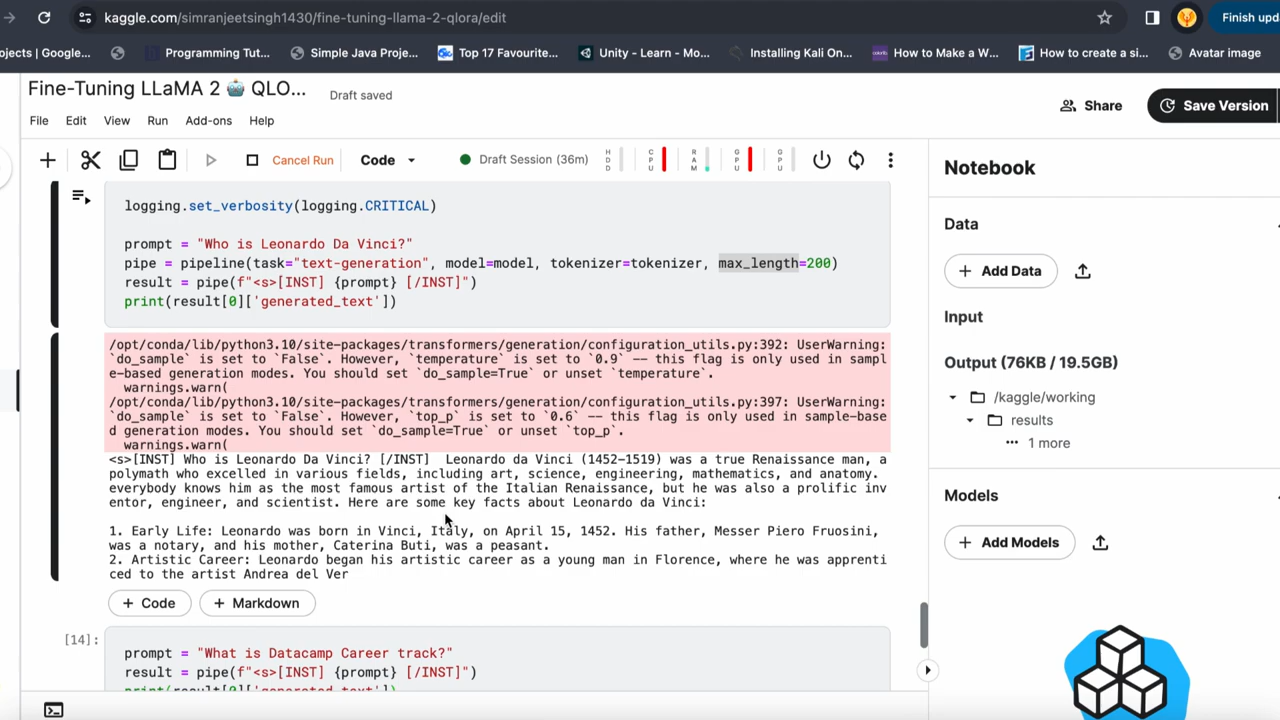 kaggle.com/simranjeetsingh1430/fine-tuning-llama-2-qlora/edit
Finish upd
ojects | Google...
Programming Tut...
Simple Java Proje...
Top 17 Favourite...
Unity - Learn - Mo...
Installing Kali On...
How to Make a W...
How to create a si...
Avatar image
Fine-Tuning LLaMA 2 🤖 QLO...
Draft saved
Share
Save Version
File Edit View Run Add-ons Help
Cancel Run
Code
Draft Session (36m)
HDD
CPU
RAM
GPU
GPU
logging.set_verbosity(logging.CRITICAL)
prompt = "Who is Leonardo Da Vinci?"
pipe = pipeline(task="text-generation", model=model, tokenizer=tokenizer, max_length=200)
result = pipe(f"<s>[INST] {prompt} [/INST]")
print(result[0]['generated_text'])
/opt/conda/lib/python3.10/site-packages/transformers/generation/configuration_utils.py:392: UserWarning:
`do_sample` is set to `False`. However, `temperature` is set to `0.9` -- this flag is only used in sampl
e-based generation modes. You should set `do_sample=True` or unset `temperature`.
warnings.warn(
/opt/conda/lib/python3.10/site-packages/transformers/generation/configuration_utils.py:397: UserWarning:
`do_sample` is set to `False`. However, `top_p` is set to `0.6` -- this flag is only used in sample-base
d generation modes. You should set `do_sample=True` or unset `top_p`.
warnings.warn(
<s>[INST] Who is Leonardo Da Vinci? [/INST]  Leonardo da Vinci (1452-1519) was a true Renaissance man, a
polymath who excelled in various fields, including art, science, engineering, mathematics, and anatomy.
everybody knows him as the most famous artist of the Italian Renaissance, but he was also a prolific inv
entor, engineer, and scientist. Here are some key facts about Leonardo da Vinci:
1. Early Life: Leonardo was born in Vinci, Italy, on April 15, 1452. His father, Messer Piero Fruosini,
was a notary, and his mother, Caterina Buti, was a peasant.
2. Artistic Career: Leonardo began his artistic career as a young man in Florence, where he was apprenti
ced to the artist Andrea del Ver
+ Code
+ Markdown
[14]:
prompt = "What is Datacamp Career track?"
result = pipe(f"<s>[INST] {prompt} [/INST]")
print(result[0]['generated_text'])
Notebook
Data
+ Add Data
Input
Output (76KB / 19.5GB)
/kaggle/working
results
1 more
Models
+ Add Models